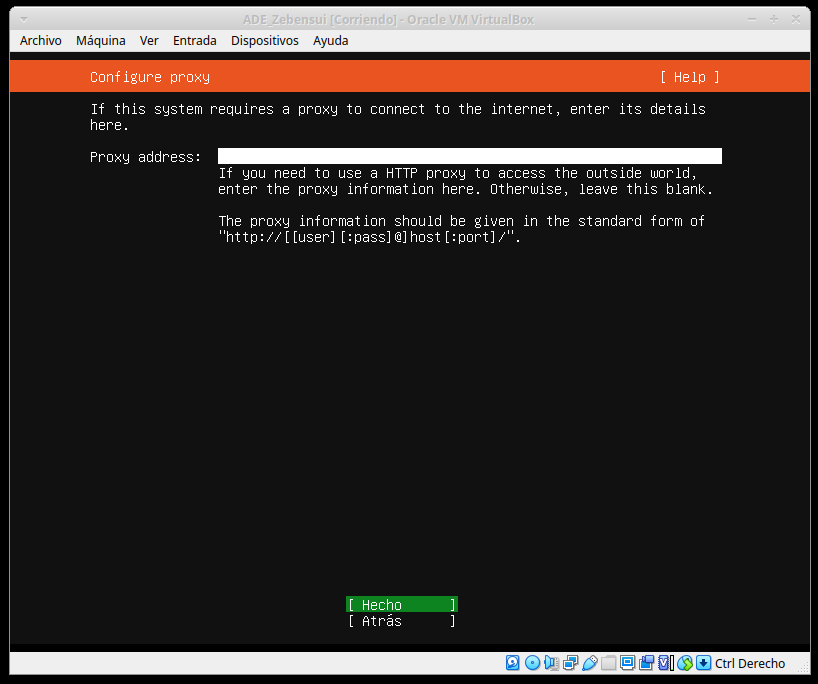 ADE_Zebensui [Corriendo] - Oracle VM VirtualBox
Archivo Máquina Ver Entrada Dispositivos Ayuda
Configure proxy [ Help ]
If this system requires a proxy to connect to the internet, enter its details
here.
Proxy address:
If you need to use a HTTP proxy to access the outside world,
enter the proxy information here. Otherwise, leave this blank.
The proxy information should be given in the standard form of
"http://[[user][:pass]@]host[:port]/".
[ Hecho ]
[ Atrás ]
Ctrl Derecho